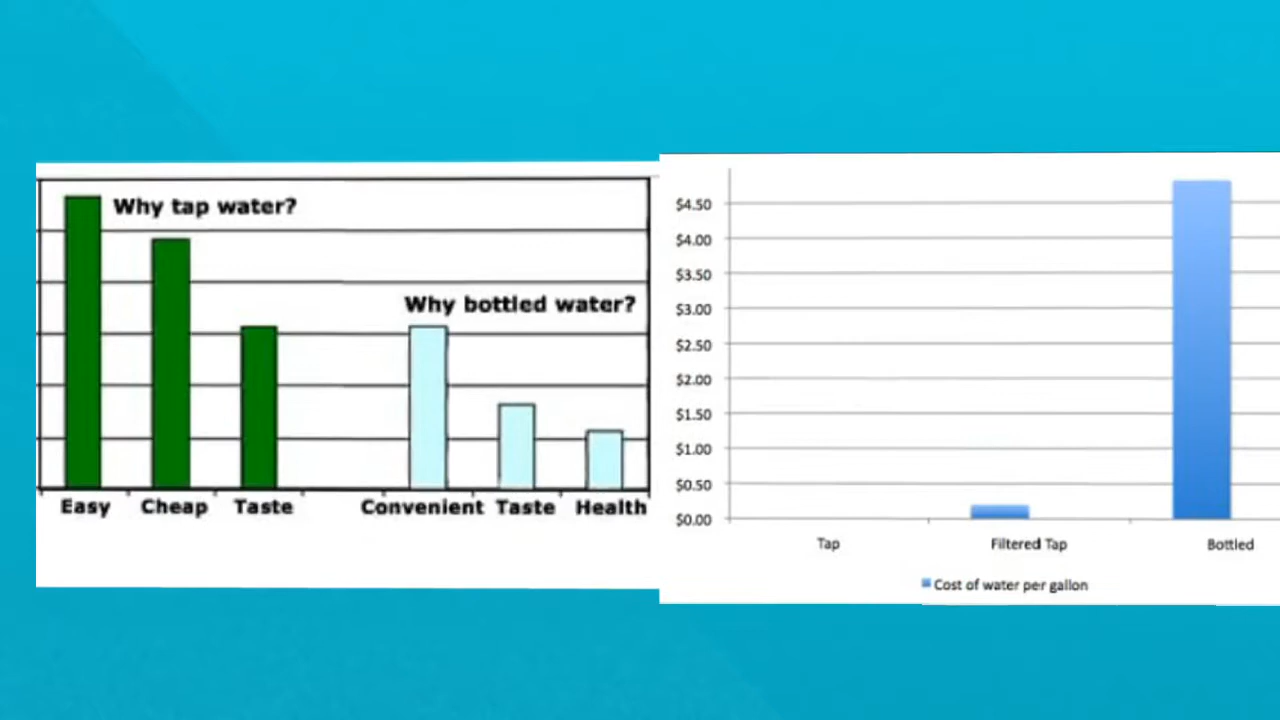 Why tap water?
Why bottled water?
Easy Cheap Taste Convenient Taste Health
$4.50
$4.00
$3.50
$3.00
$2.50
$2.00
$1.50
$1.00
$0.50
$0.00
Tap Filtered Tap Bottled
Cost of water per gallon